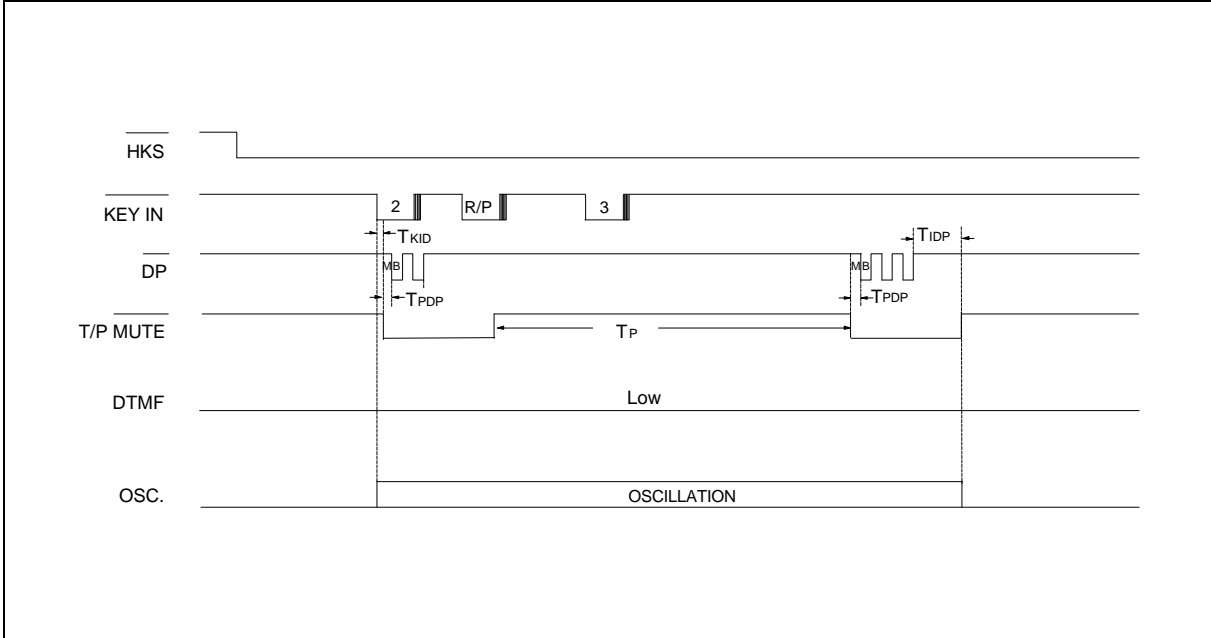 HKS
KEY IN
2
R/P
3
TKID
TIDP
DP
MB
MB
TPDP
TPDP
T/P MUTE
TP
DTMF
Low
OSC.
OSCILLATION